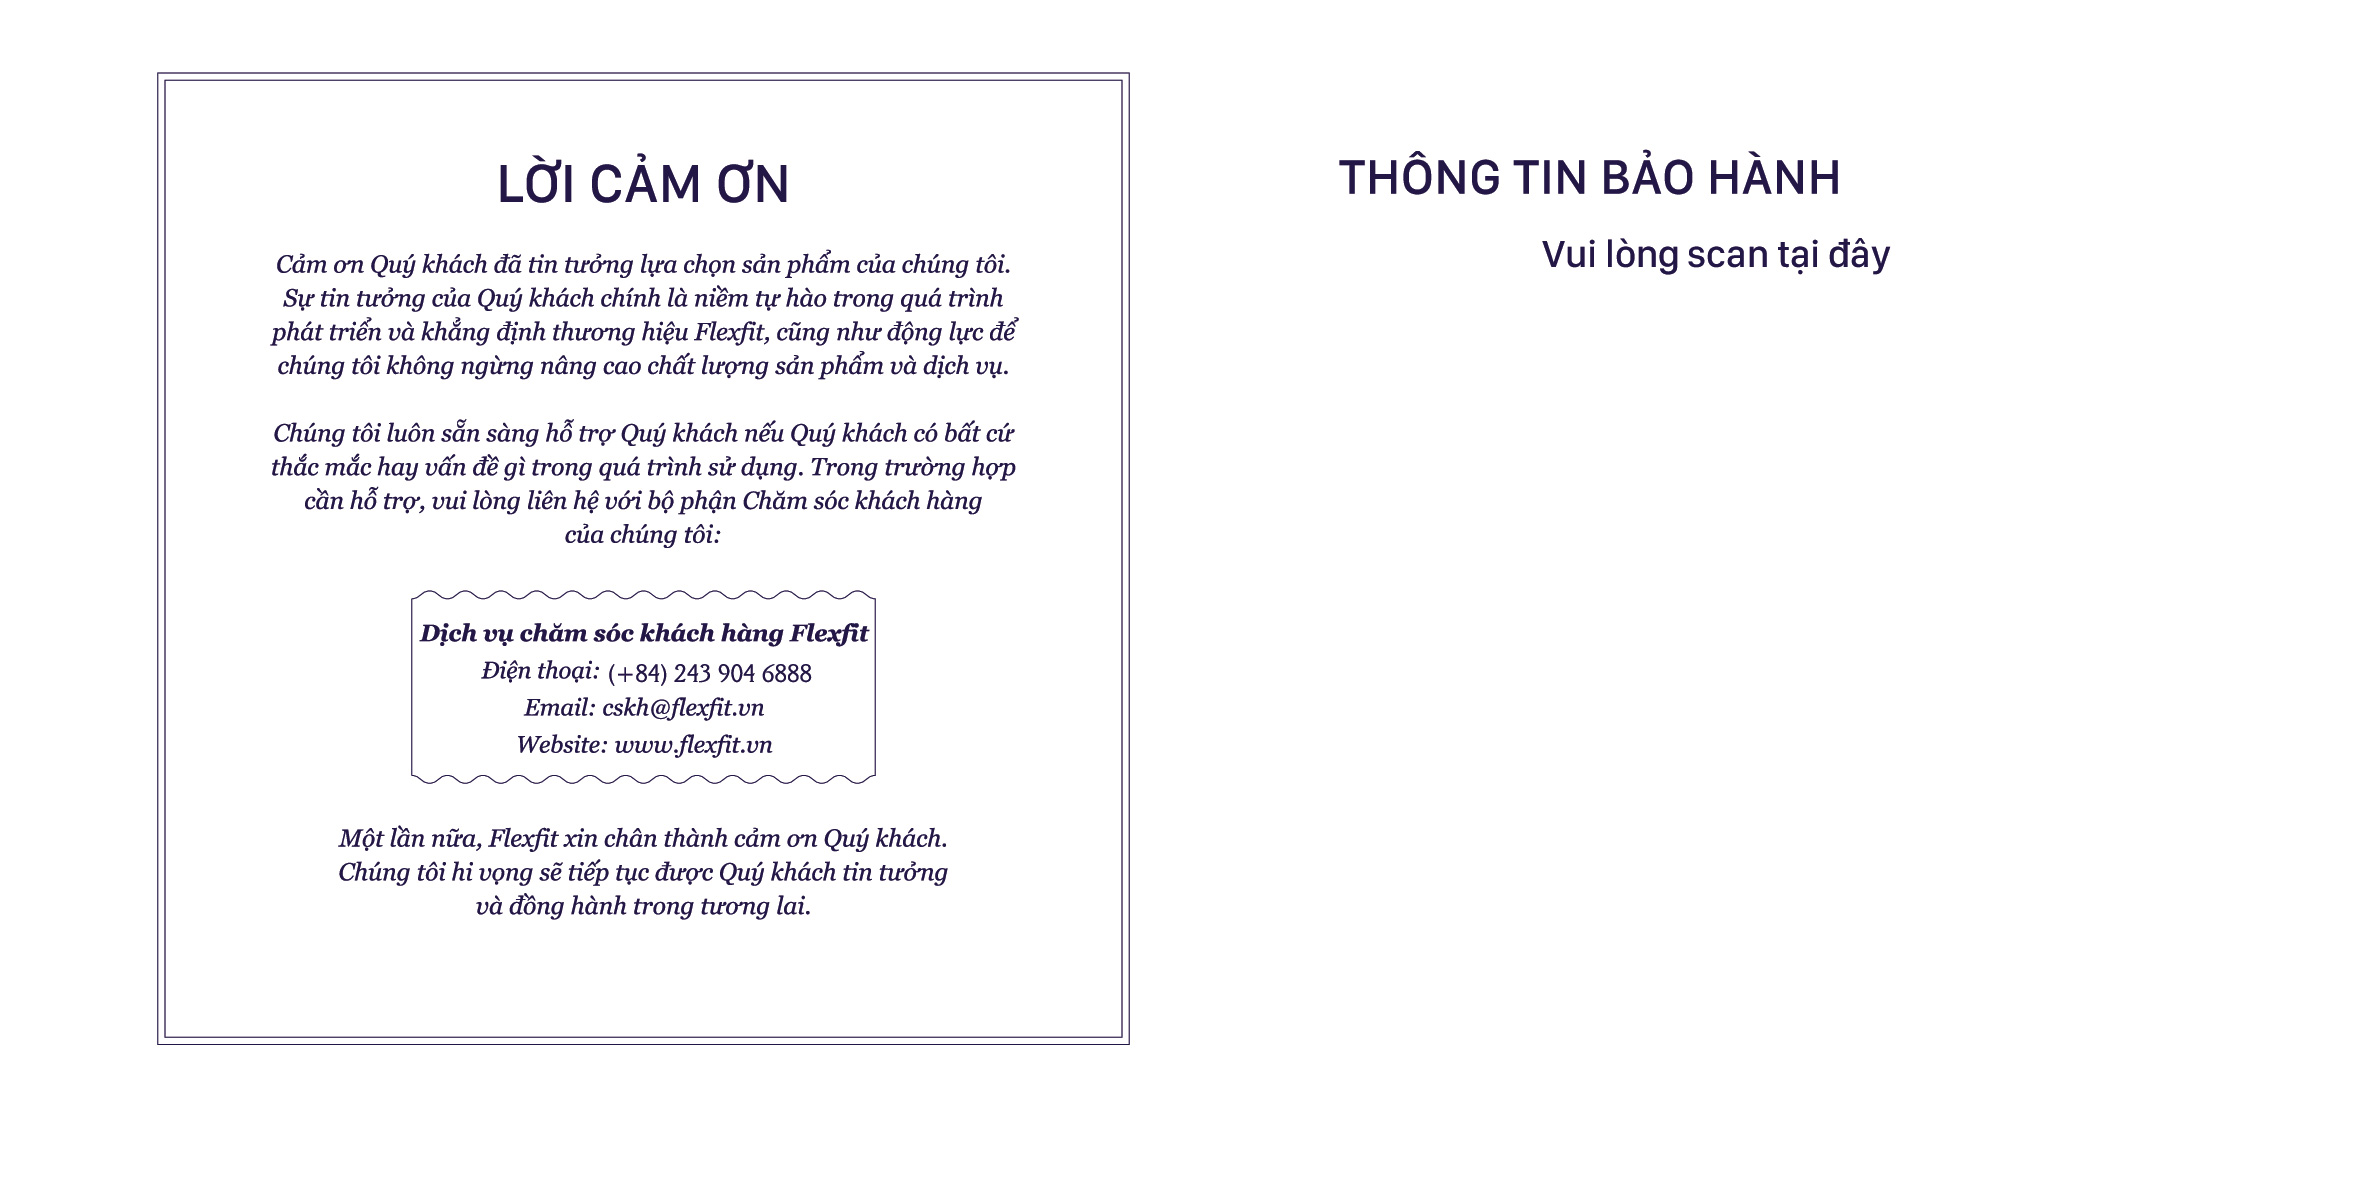 LỜI CẢM ƠN
Cảm ơn Quý khách đã tin tưởng lựa chọn sản phẩm của chúng tôi.
Sự tin tưởng của Quý khách chính là niềm tự hào trong quá trình
phát triển và khẳng định thương hiệu Flexfit, cũng như động lực để
chúng tôi không ngừng nâng cao chất lượng sản phẩm và dịch vụ.
Chúng tôi luôn sẵn sàng hỗ trợ Quý khách nếu Quý khách có bất cứ
thắc mắc hay vấn đề gì trong quá trình sử dụng. Trong trường hợp
cần hỗ trợ, vui lòng liên hệ với bộ phận Chăm sóc khách hàng
của chúng tôi:
Dịch vụ chăm sóc khách hàng Flexfit
Điện thoại: (+84) 243 904 6888
Email: cskh@flexfit.vn
Website: www.flexfit.vn
Một lần nữa, Flexfit xin chân thành cảm ơn Quý khách.
Chúng tôi hi vọng sẽ tiếp tục được Quý khách tin tưởng
và đồng hành trong tương lai.
THÔNG TIN BẢO HÀNH
Vui lòng scan tại đây